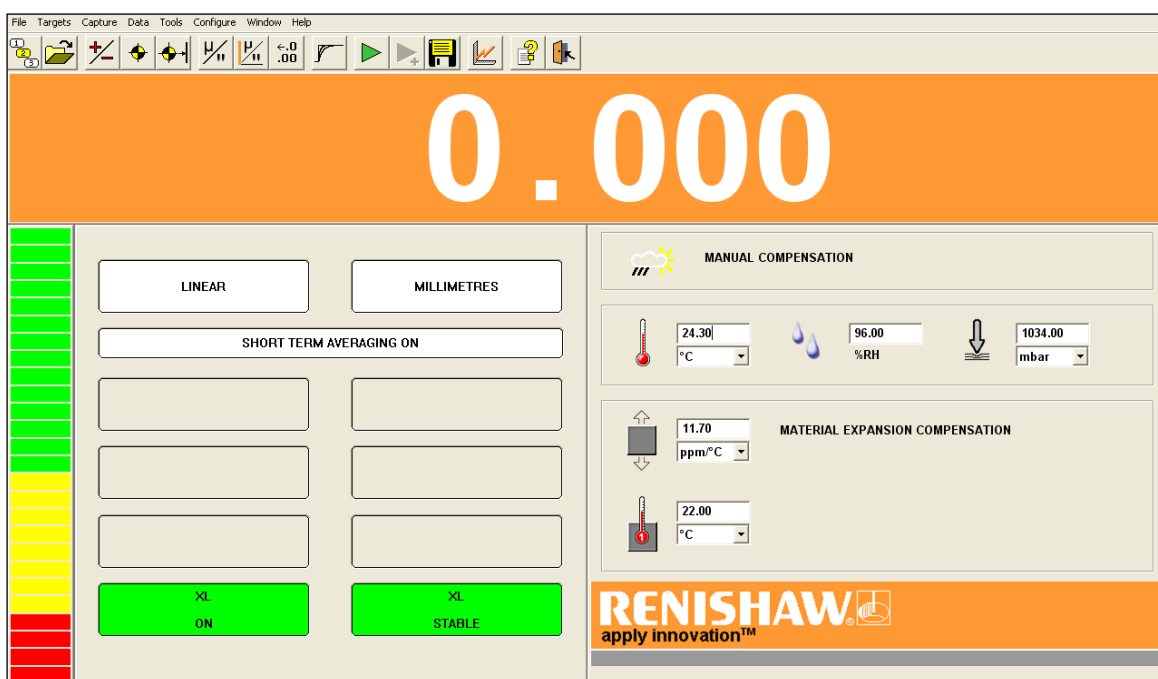 File Targets Capture Data Tools Configure Window Help
0.000
LINEAR
MILLIMETRES
SHORT TERM AVERAGING ON
XL
ON
XL
STABLE
MANUAL COMPENSATION
24.30
°C
96.00
%RH
1034.00
mbar
11.70
ppm/°C
MATERIAL EXPANSION COMPENSATION
22.00
°C
RENISHAW
apply innovation™